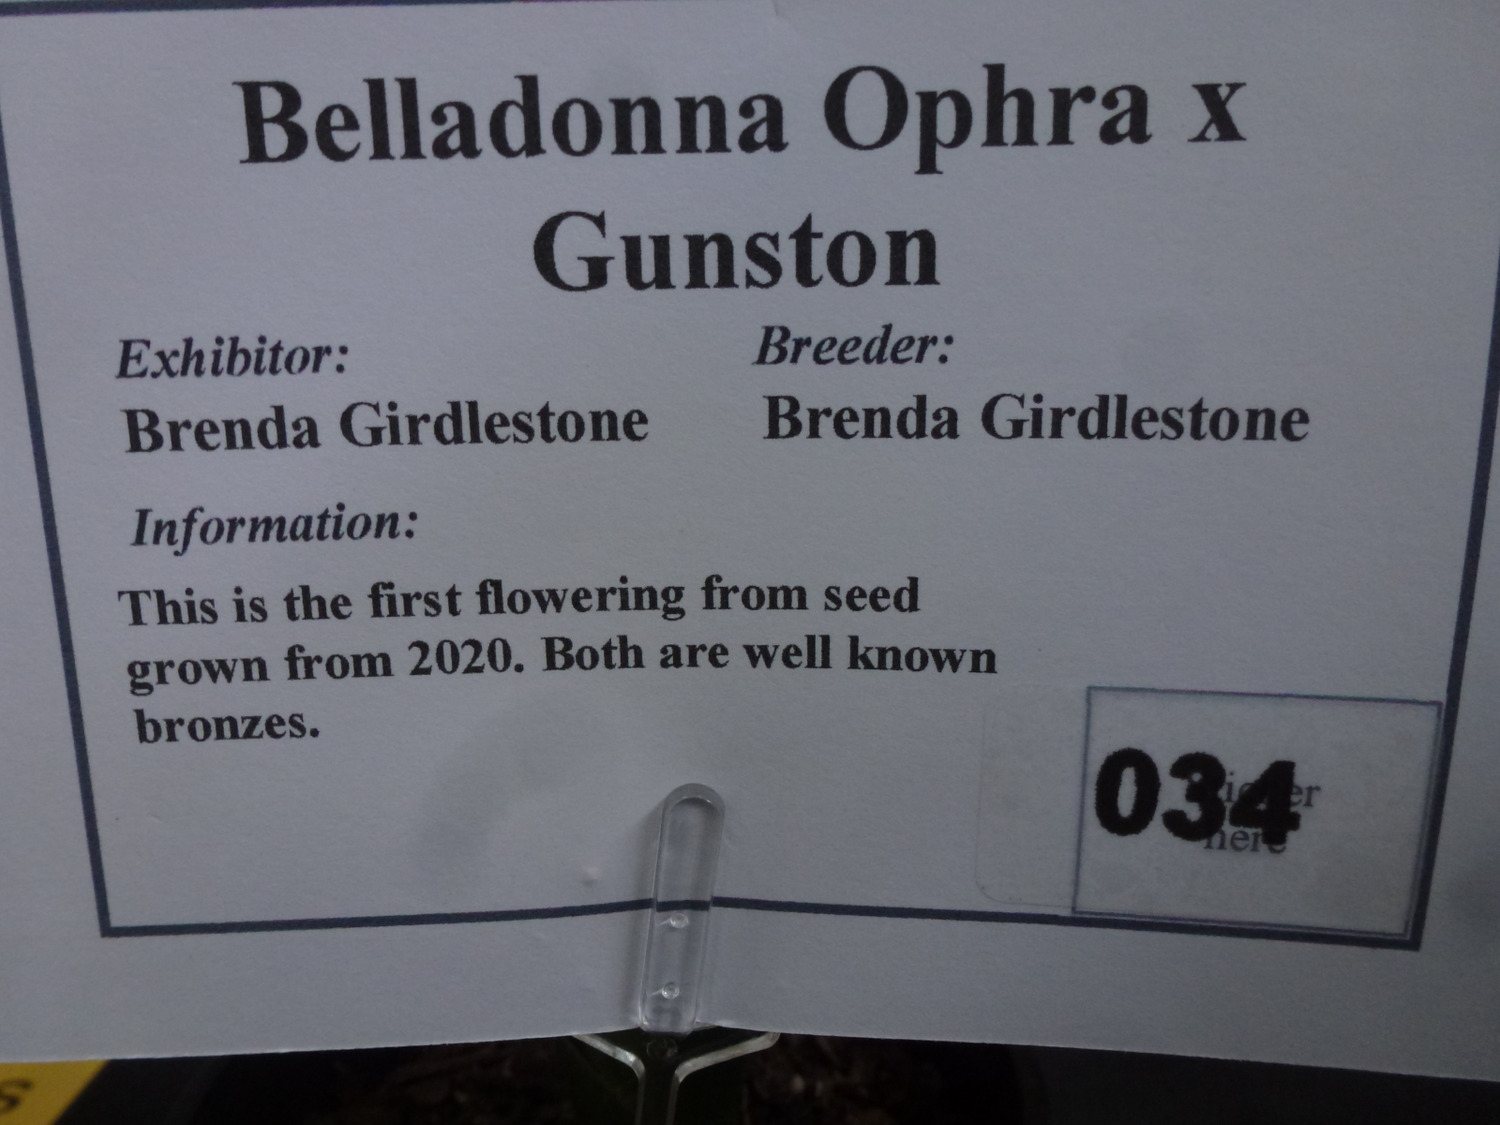 Belladonna Ophra x
Gunston
Exhibitor:
Breeder:
Brenda Girdlestone
Brenda Girdlestone
Information:
This is the first flowering from seed
grown from 2020. Both are well known
bronzes.
034
here